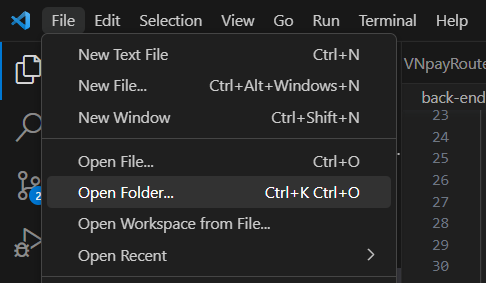 File Edit Selection View Go Run Terminal Help
New Text File Ctrl+N
New File... Ctrl+Alt+Windows+N
New Window Ctrl+Shift+N
Open File... Ctrl+O
Open Folder... Ctrl+K Ctrl+O
Open Workspace from File...
Open Recent
2
VNpayRoute
back-end
23
24
25
26
27
28
29
30